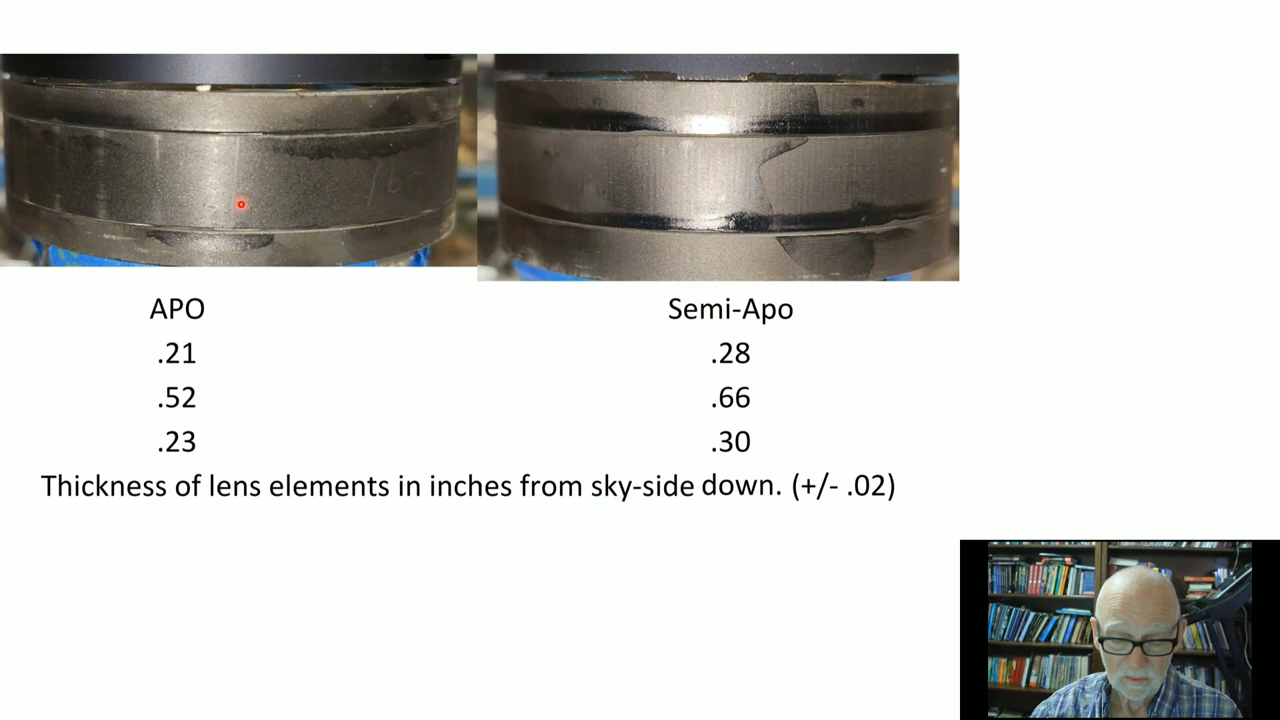 APO
Semi-Apo
.21
.28
.52
.66
.23
.30
Thickness of lens elements in inches from sky-side down. (+/- .02)